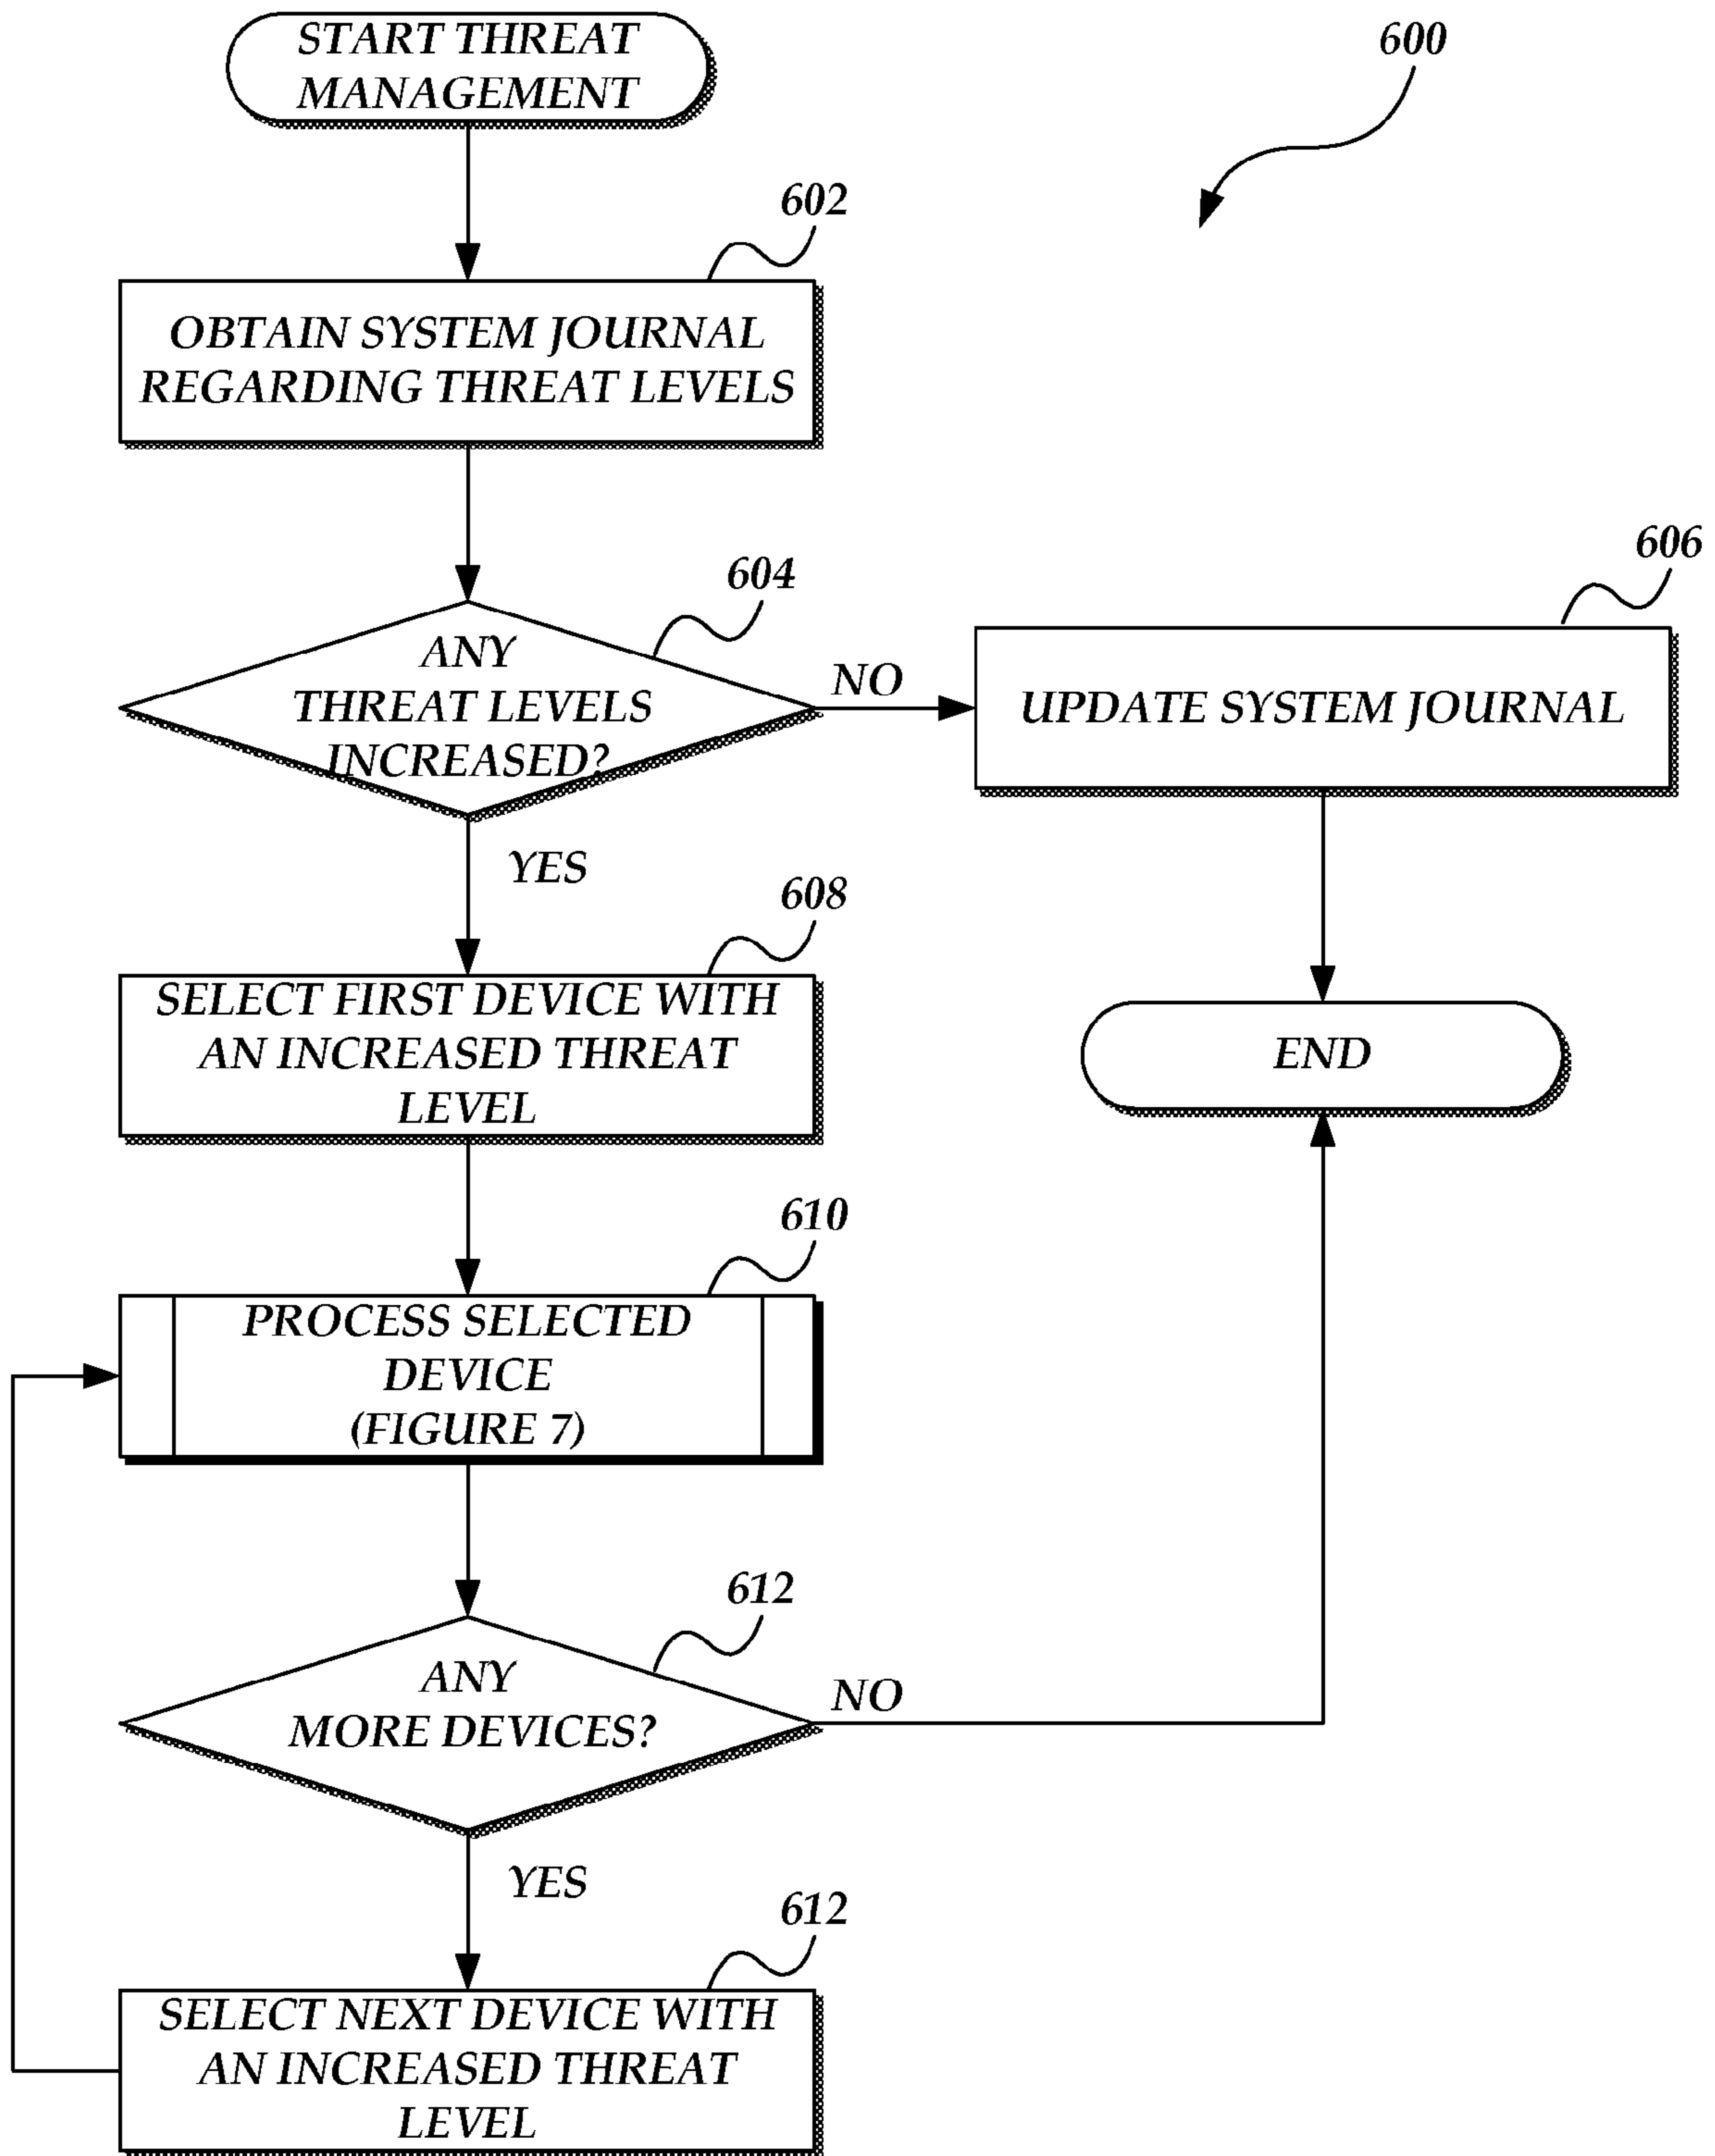 START THREAT
MANAGEMENT
600
602
OBTAIN SYSTEM JOURNAL
REGARDING THREAT LEVELS
604
ANY
THREAT LEVELS
INCREASED?
NO
606
UPDATE SYSTEM JOURNAL
YES
608
SELECT FIRST DEVICE WITH
AN INCREASED THREAT
LEVEL
END
610
PROCESS SELECTED
DEVICE
(FIGURE 7)
612
ANY
MORE DEVICES?
NO
YES
612
SELECT NEXT DEVICE WITH
AN INCREASED THREAT
LEVEL